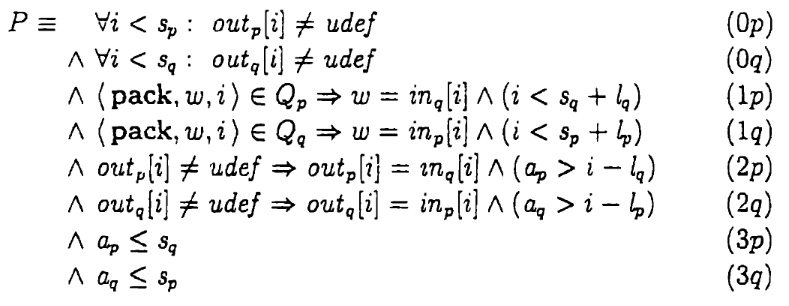 P ≡ ∀i < s_p : out_p[i] ≠ udef (0p)
∧ ∀i < s_q : out_q[i] ≠ udef (0q)
∧ ⟨ pack, w, i ⟩ ∈ Q_p ⇒ w = in_q[i] ∧ (i < s_q + l_q) (1p)
∧ ⟨ pack, w, i ⟩ ∈ Q_q ⇒ w = in_p[i] ∧ (i < s_p + l_p) (1q)
∧ out_p[i] ≠ udef ⇒ out_p[i] = in_q[i] ∧ (a_p > i − l_q) (2p)
∧ out_q[i] ≠ udef ⇒ out_q[i] = in_p[i] ∧ (a_q > i − l_p) (2q)
∧ a_p ≤ s_q (3p)
∧ a_q ≤ s_p (3q)